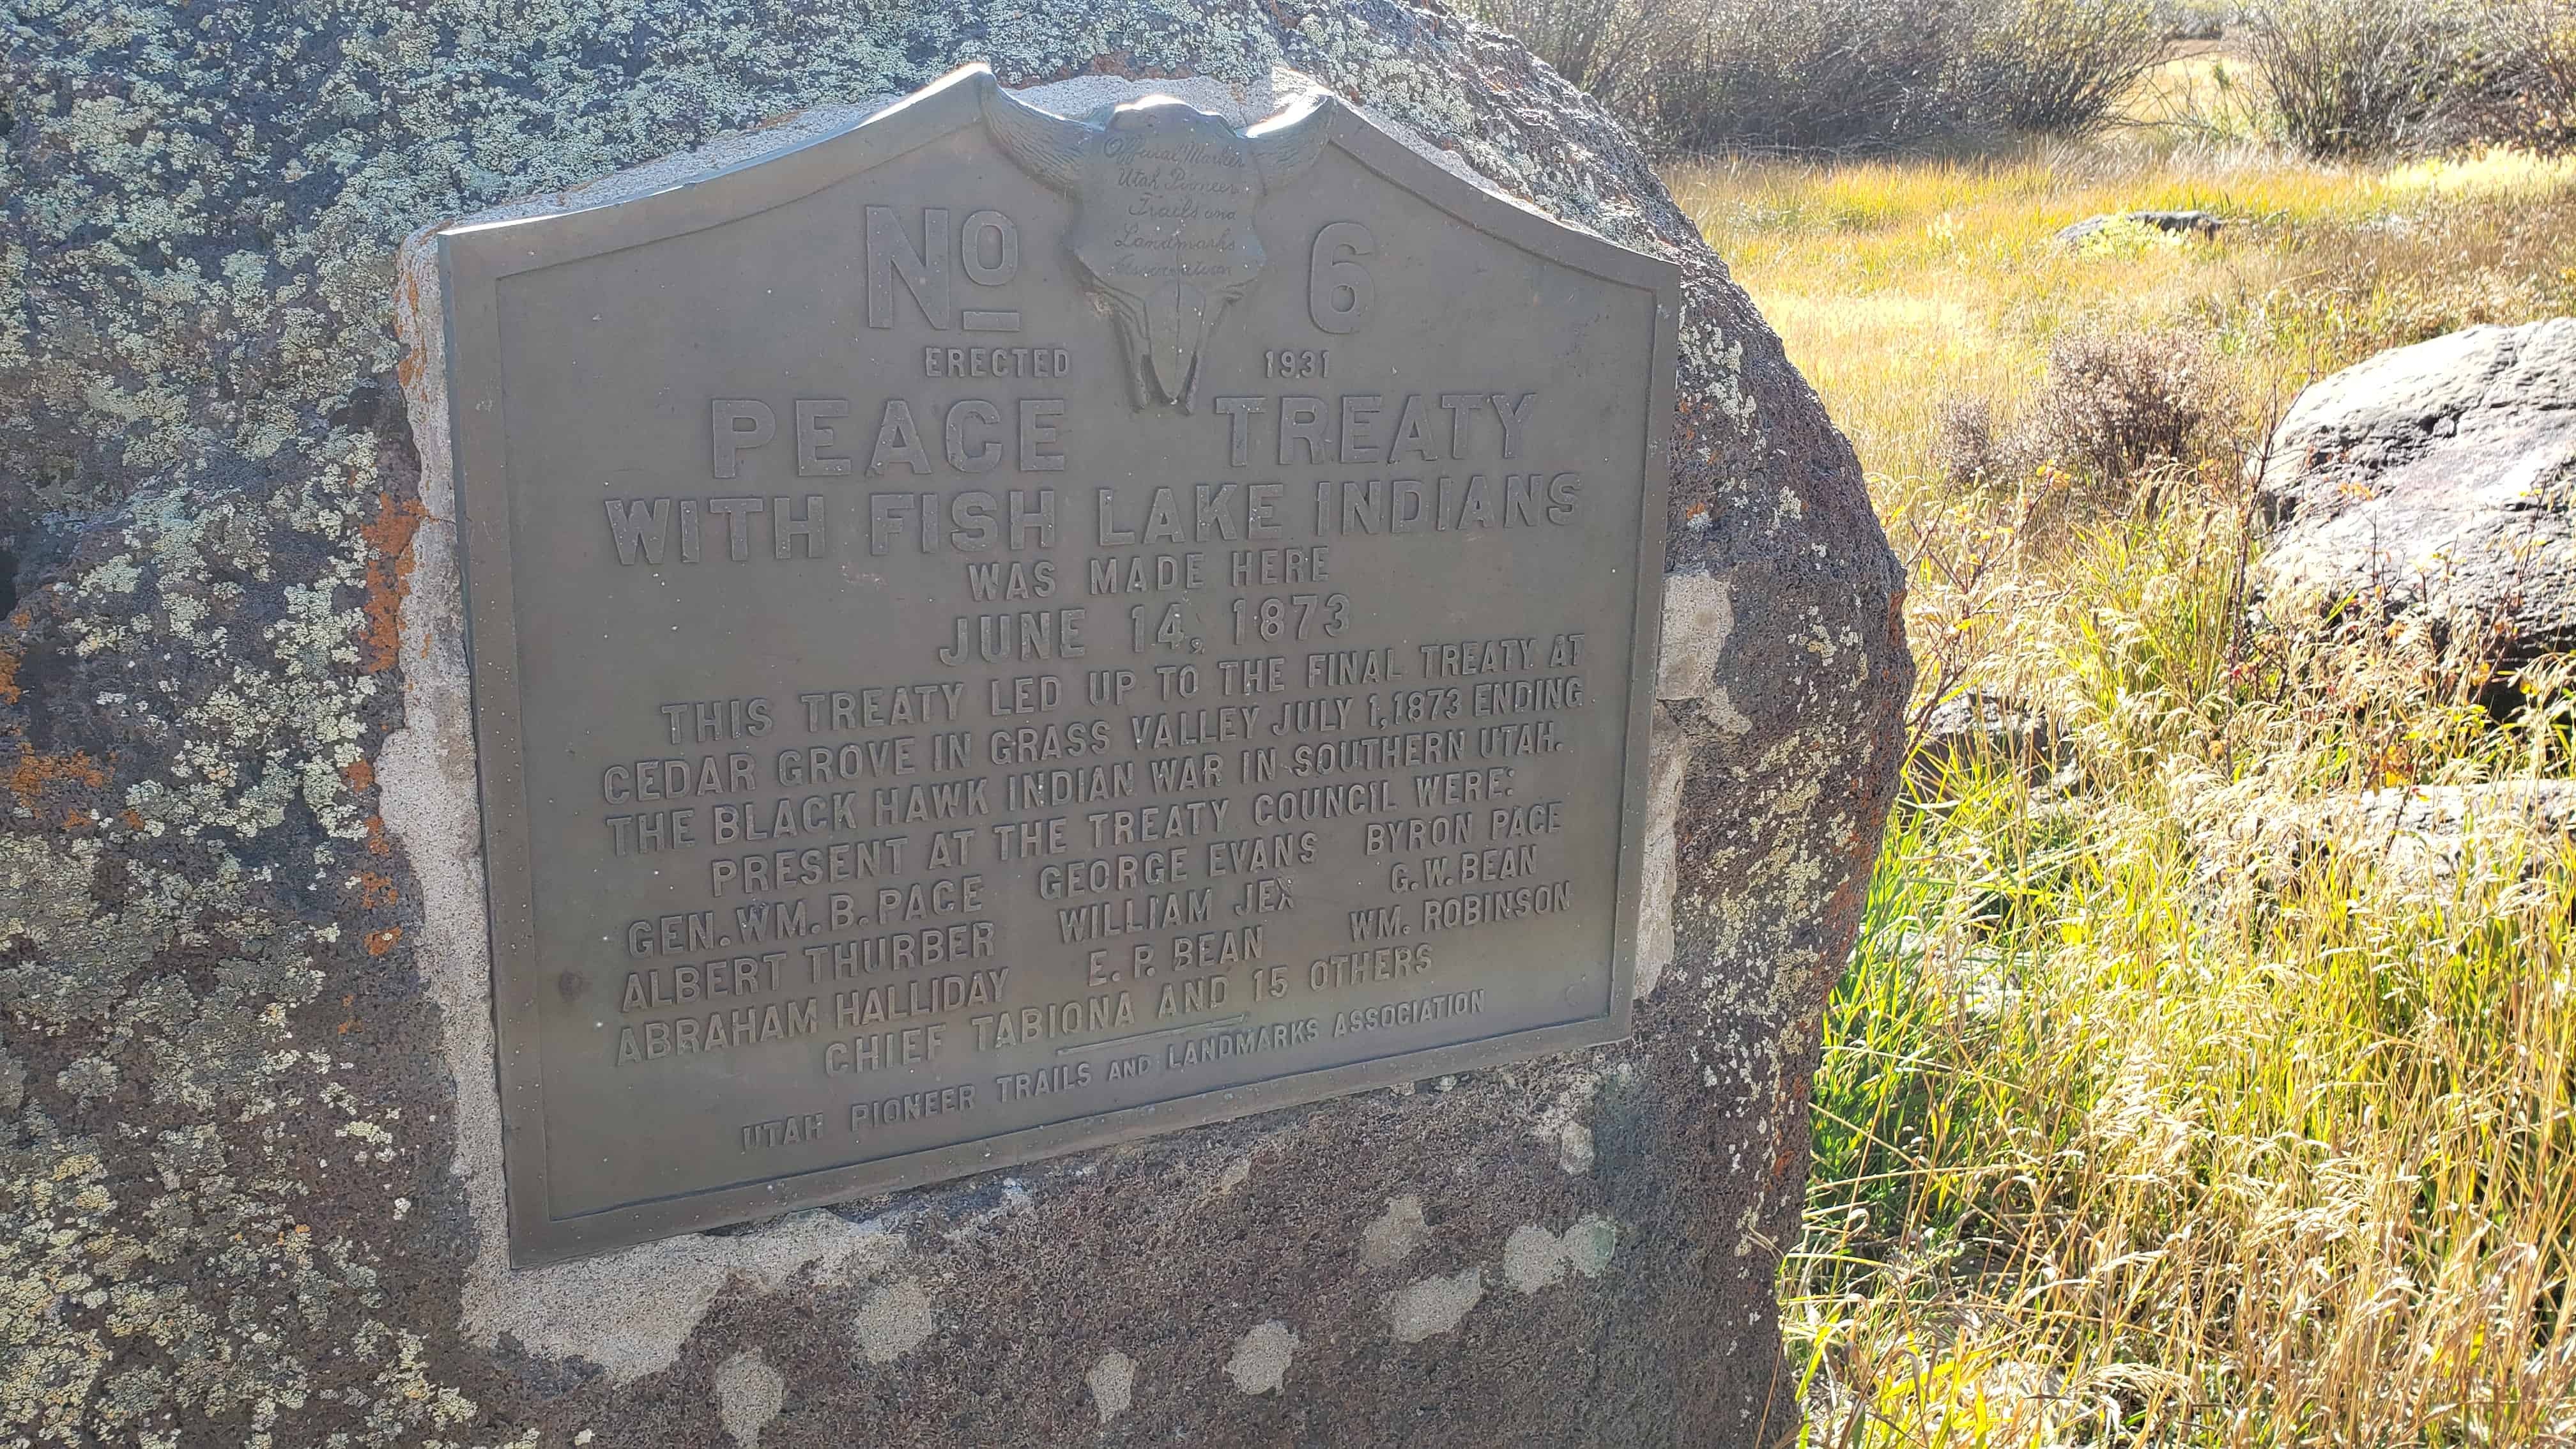 Official Marker
Utah Pioneer
Trails and
Landmarks
Association
No 6
ERECTED 1931
PEACE TREATY
WITH FISH LAKE INDIANS
WAS MADE HERE
JUNE 14, 1873
THIS TREATY LED UP TO THE FINAL TREATY AT
CEDAR GROVE IN GRASS VALLEY JULY 1, 1873 ENDING
THE BLACK HAWK INDIAN WAR IN SOUTHERN UTAH.
PRESENT AT THE TREATY COUNCIL WERE:
GEN. WM. B. PACE GEORGE EVANS BYRON PACE
ALBERT THURBER WILLIAM JEX G. W. BEAN
ABRAHAM HALLIDAY E. P. BEAN WM. ROBINSON
CHIEF TABIONA AND 15 OTHERS
UTAH PIONEER TRAILS AND LANDMARKS ASSOCIATION